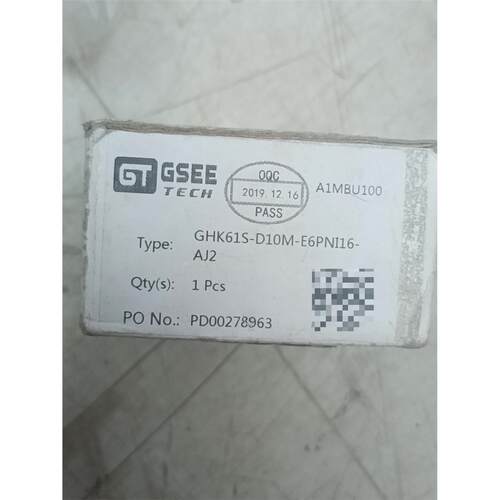 GT GSEE
TECH
OQC
2019.12.16
PASS
A1MBU100
Type: GHK61S-D10M-E6PNI16-
AJ2
Qty(s): 1 Pcs
PO No.: PD00278963